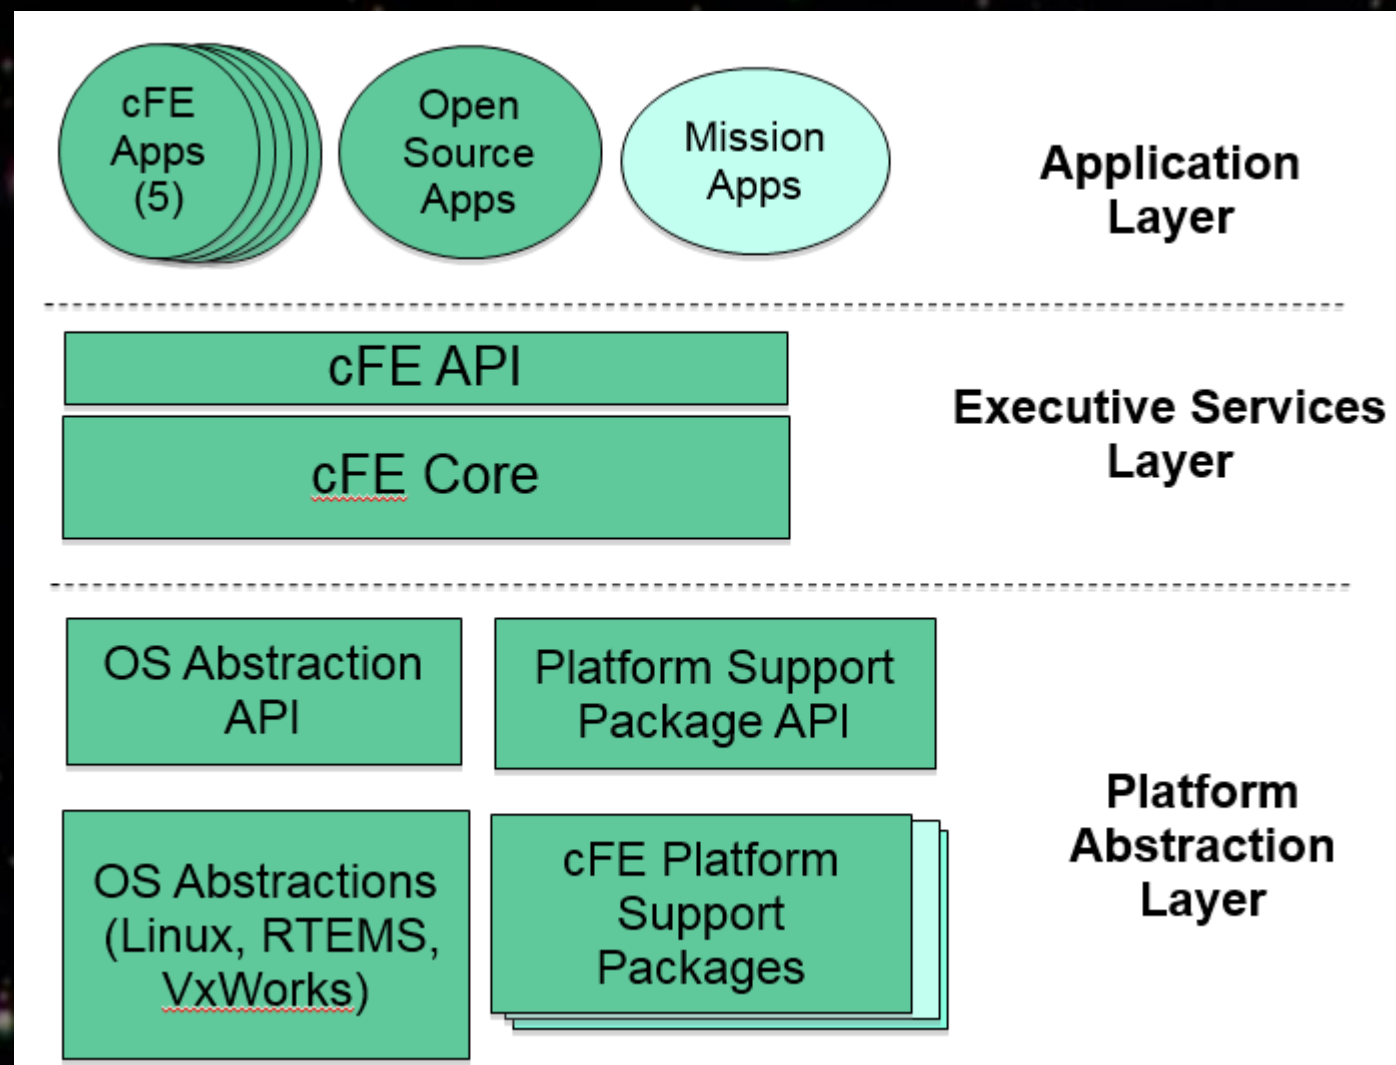 cFE
Apps
(5)
Open
Source
Apps
Mission
Apps
Application
Layer
cFE API
cFE Core
Executive Services
Layer
OS Abstraction
API
Platform Support
Package API
OS Abstractions
(Linux, RTEMS,
VxWorks)
cFE Platform
Support
Packages
Platform
Abstraction
Layer